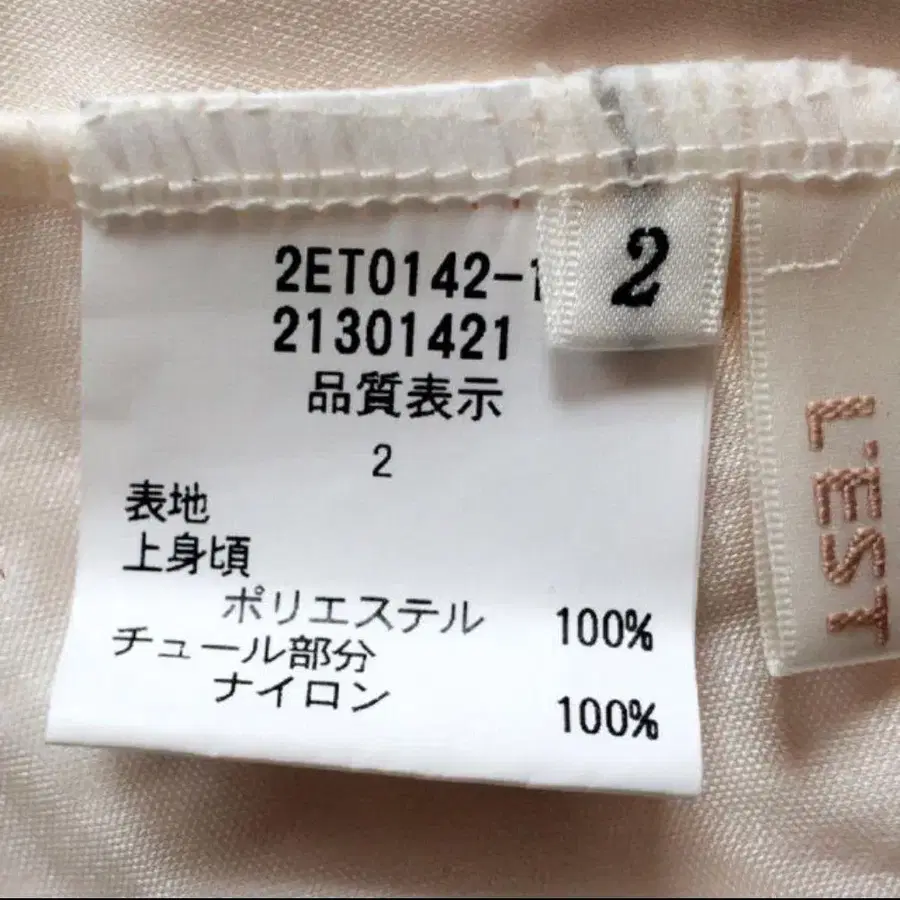 2ET0142-1
21301421
品質表示
2
表地
上身頃
ポリエステル 100%
チュール部分
ナイロン 100%
2
L'EST